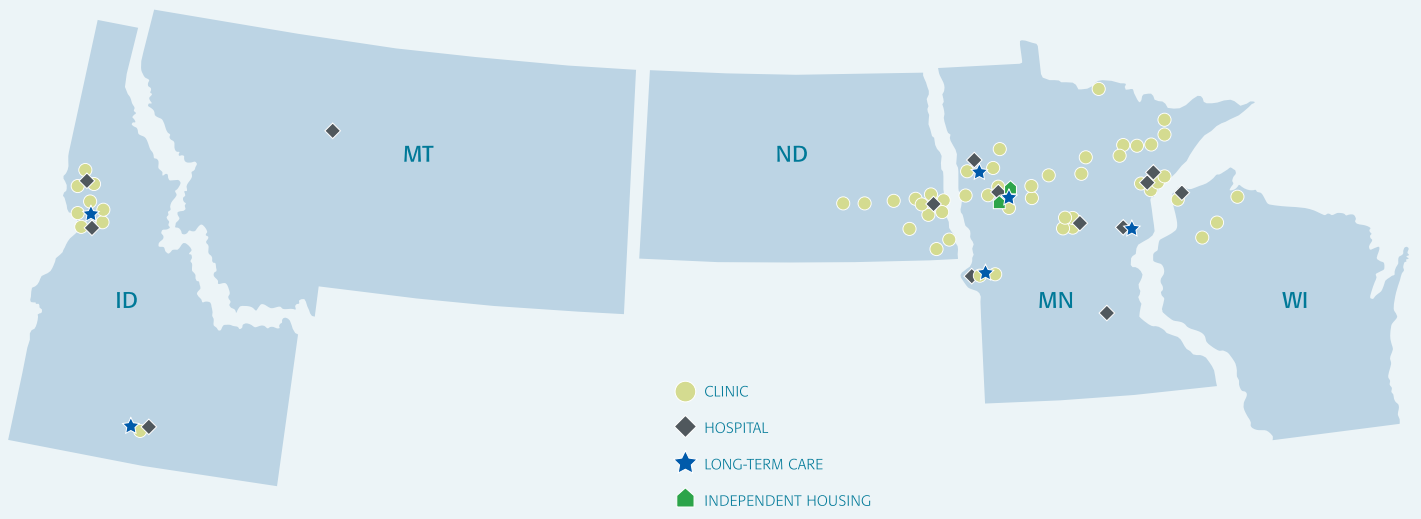 MT
ND
ID
MN
WI
CLINIC
HOSPITAL
LONG-TERM CARE
INDEPENDENT HOUSING